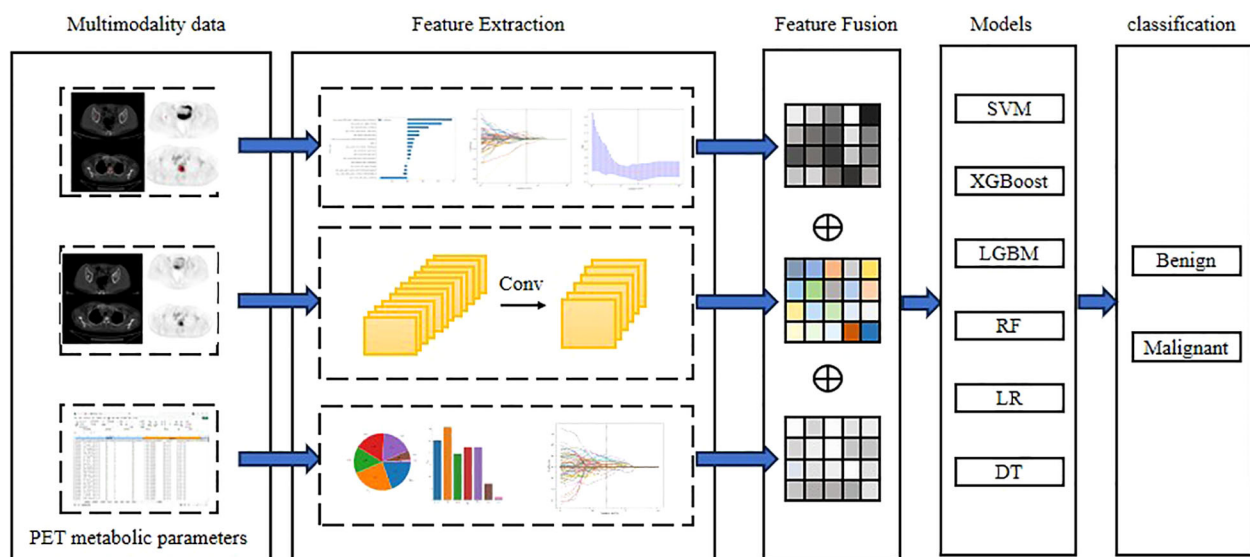 Multimodality data
Feature Extraction
Feature Fusion
Models
classification
SVM
XGBoost
LGBM
RF
LR
DT
Conv
Benign
Malignant
PET metabolic parameters